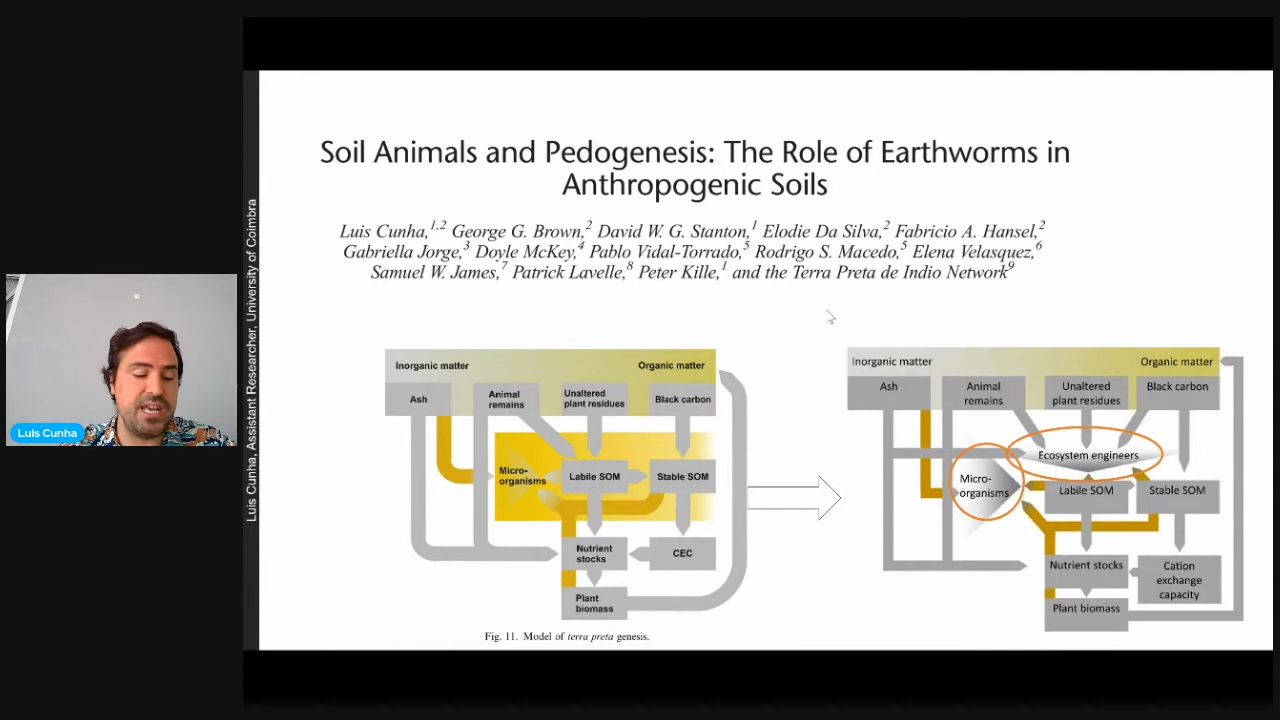 Soil Animals and Pedogenesis: The Role of Earthworms in
Anthropogenic Soils
Luis Cunha,1,2 George G. Brown,2 David W. G. Stanton,1 Elodie Da Silva,2 Fabricio A. Hansel,2
Gabriella Jorge,3 Doyle McKey,4 Pablo Vidal-Torrado,5 Rodrigo S. Macedo,5 Elena Velasquez,6
Samuel W. James,7 Patrick Lavelle,8 Peter Kille,1 and the Terra Preta de Indio Network9
Luis Cunha, Assistant Researcher, University of Coimbra
Luis Cunha
Inorganic matter
Organic matter
Ash
Animal
remains
Unaltered
plant residues
Black carbon
Micro-
organisms
Labile SOM
Stable SOM
Nutrient
stocks
CEC
Plant
biomass
Fig. 11. Model of terra preta genesis.
Inorganic matter
Organic matter
Ash
Animal
remains
Unaltered
plant residues
Black carbon
Ecosystem engineers
Micro-
organisms
Labile SOM
Stable SOM
Nutrient stocks
Cation
exchange
capacity
Plant biomass